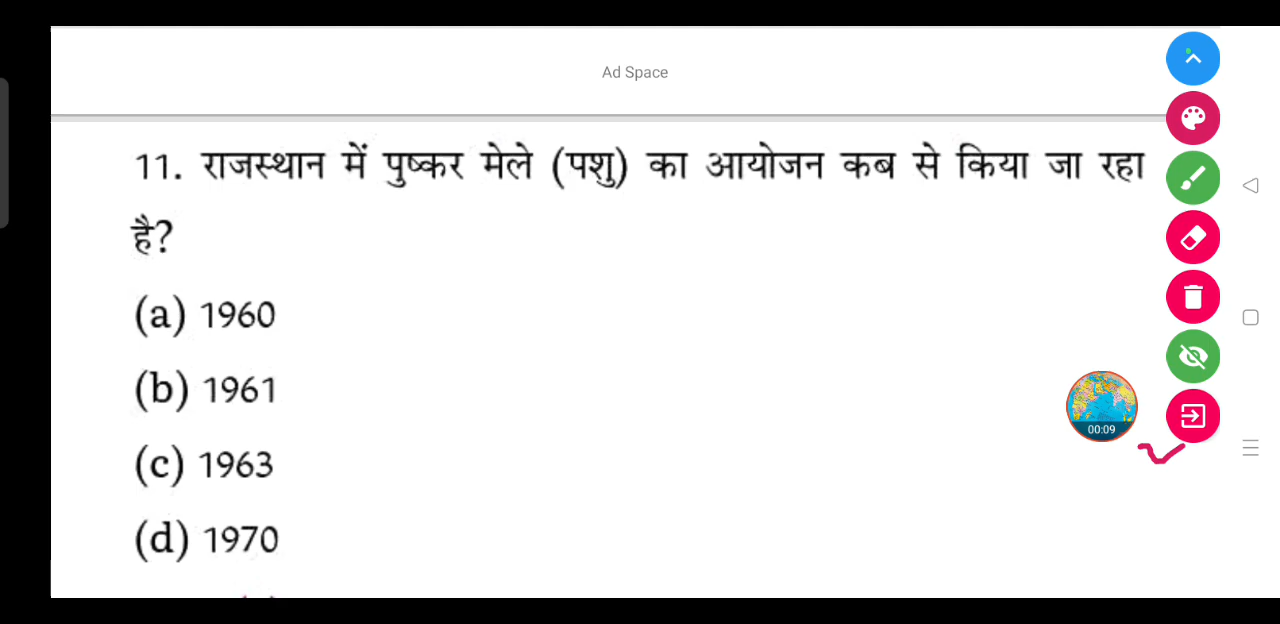 Ad Space
11. राजस्थान में पुष्कर मेले (पशु) का आयोजन कब से किया जा रहा
है?
(a) 1960
(b) 1961
(c) 1963
(d) 1970
00:09